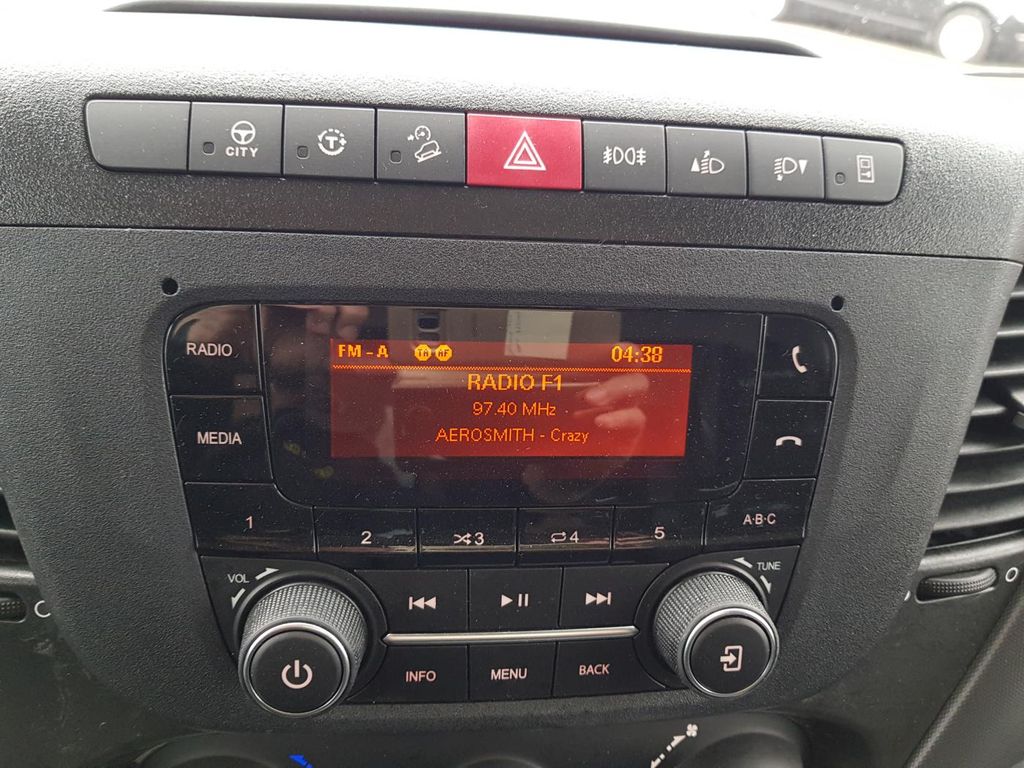 CITY
T
RADIO
FM - A TA AF 04:38
RADIO F1
97.40 MHz
AEROSMITH - Crazy
MEDIA
1 2 3 4 5 A·B·C
VOL TUNE
INFO MENU BACK